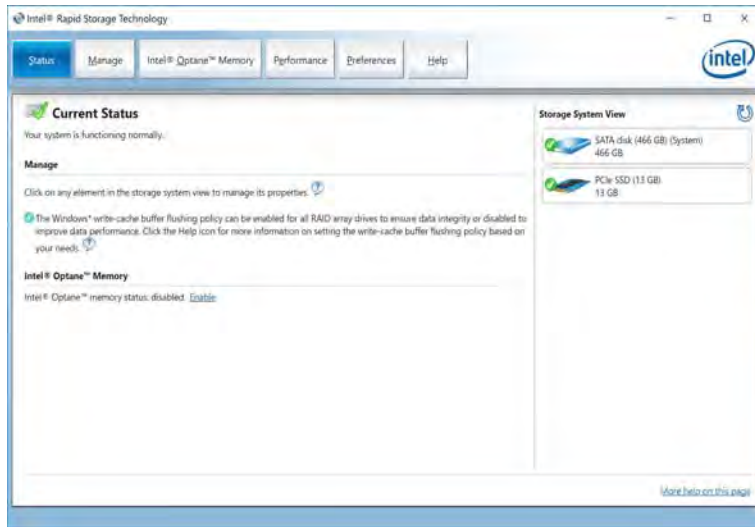 Intel® Rapid Storage Technology
Status
Manage
Intel® Optane™ Memory
Performance
Preferences
Help
intel
Current Status
Your system is functioning normally.
Manage
Click on any element in the storage system view to manage its properties. ?
The Windows* write-cache buffer flushing policy can be enabled for all RAID array drives to ensure data integrity or disabled to
improve data performance. Click the Help icon for more information on setting the write-cache buffer flushing policy based on
your needs. ?
Intel® Optane™ Memory
Intel® Optane™ memory status: disabled. Enable
Storage System View
SATA disk (466 GB) (System)
466 GB
PCIe SSD (13 GB)
13 GB
More help on this page